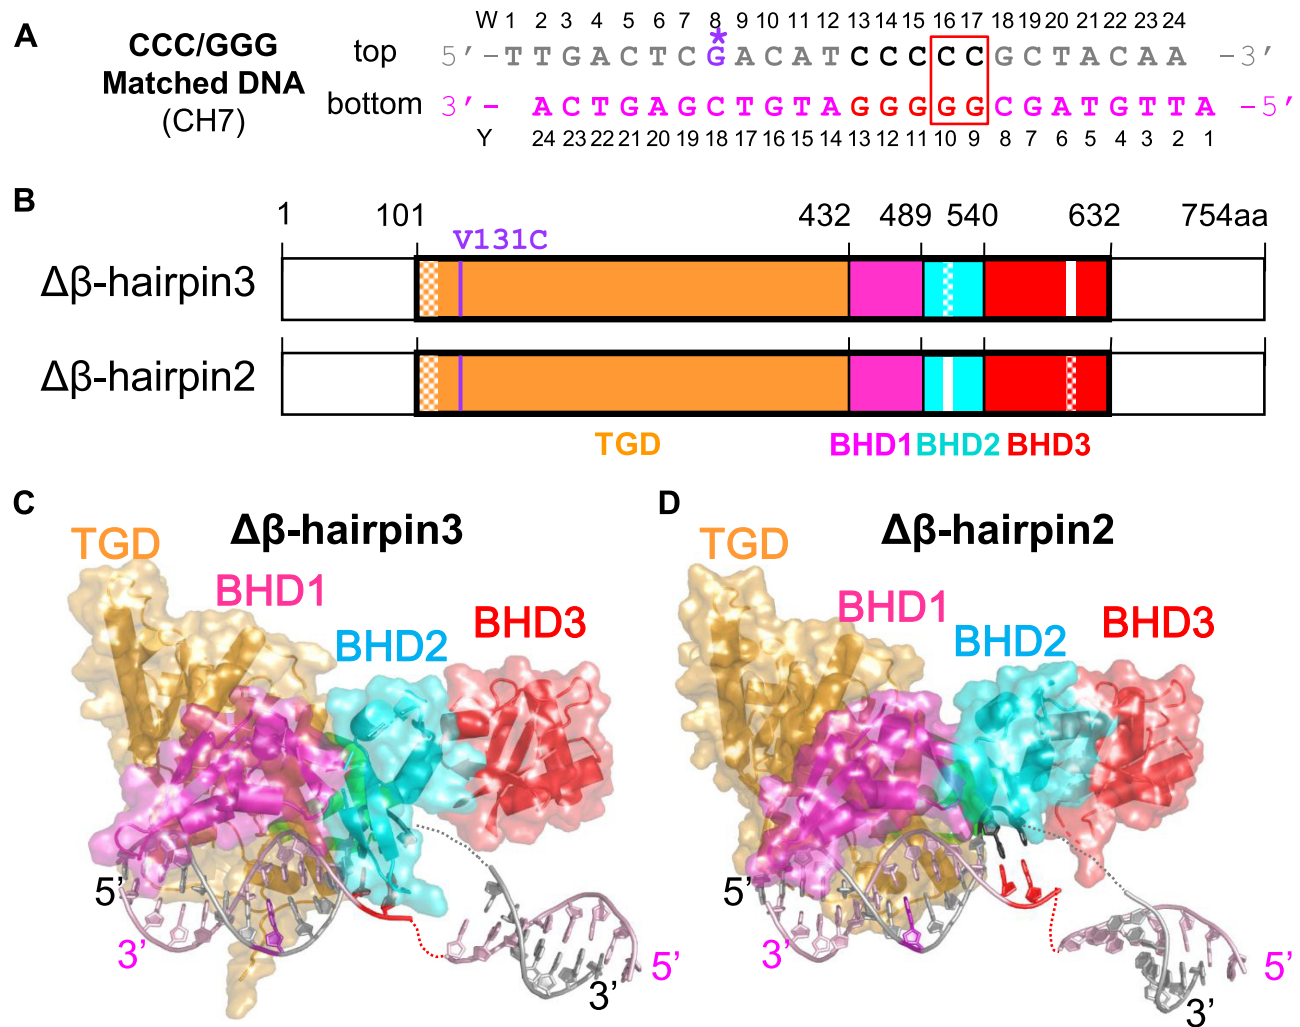 A
CCC/GGG
Matched DNA
(CH7)
W 1 2 3 4 5 6 7 8 9 10 11 12 13 14 15 16 17 18 19 20 21 22 23 24
*
top 5’ – T T G A C T C G A C A T C C C C C G C T A C A A –3’
bottom 3’ – A C T G A G C T G T A G G G G G C G A T G T T A –5’
Y 24 23 22 21 20 19 18 17 16 15 14 13 12 11 10 9 8 7 6 5 4 3 2 1
B
1 101 432 489 540 632 754aa
V131C
Δβ-hairpin3
Δβ-hairpin2
TGD BHD1 BHD2 BHD3
C
Δβ-hairpin3
TGD
BHD1
BHD2
BHD3
5’
3’
5’
3’
D
Δβ-hairpin2
TGD
BHD1
BHD2
BHD3
5’
3’
5’
3’